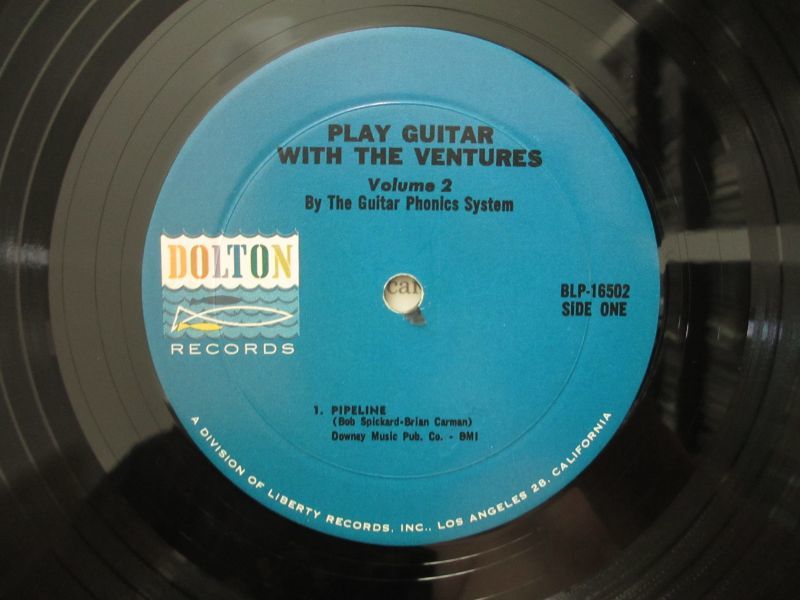 PLAY GUITAR
WITH THE VENTURES
Volume 2
By The Guitar Phonics System
DOLTON
RECORDS
BLP-16502
SIDE ONE
1. PIPELINE
(Bob Spickard-Brian Carman)
Downey Music Pub. Co. - BMI
A DIVISION OF LIBERTY RECORDS, INC., LOS ANGELES 28, CALIFORNIA